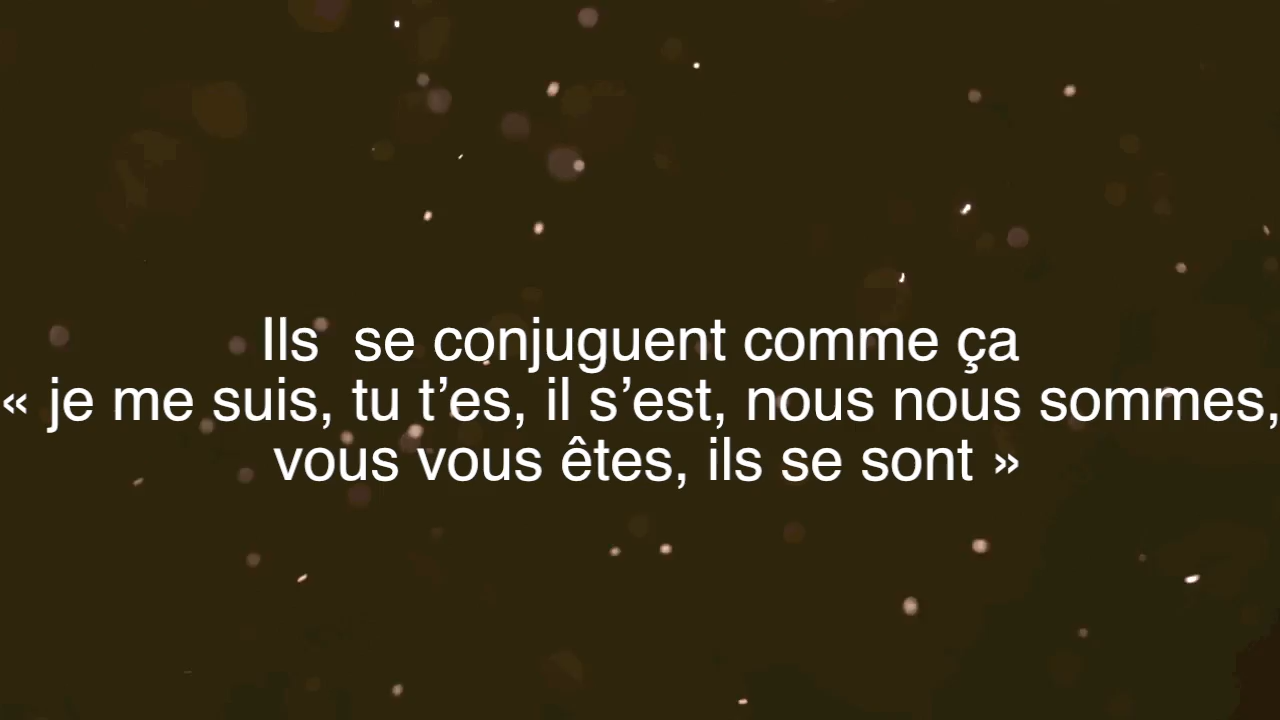 Ils  se conjuguent comme ça
« je me suis, tu t’es, il s’est, nous nous sommes,
vous vous êtes, ils se sont »